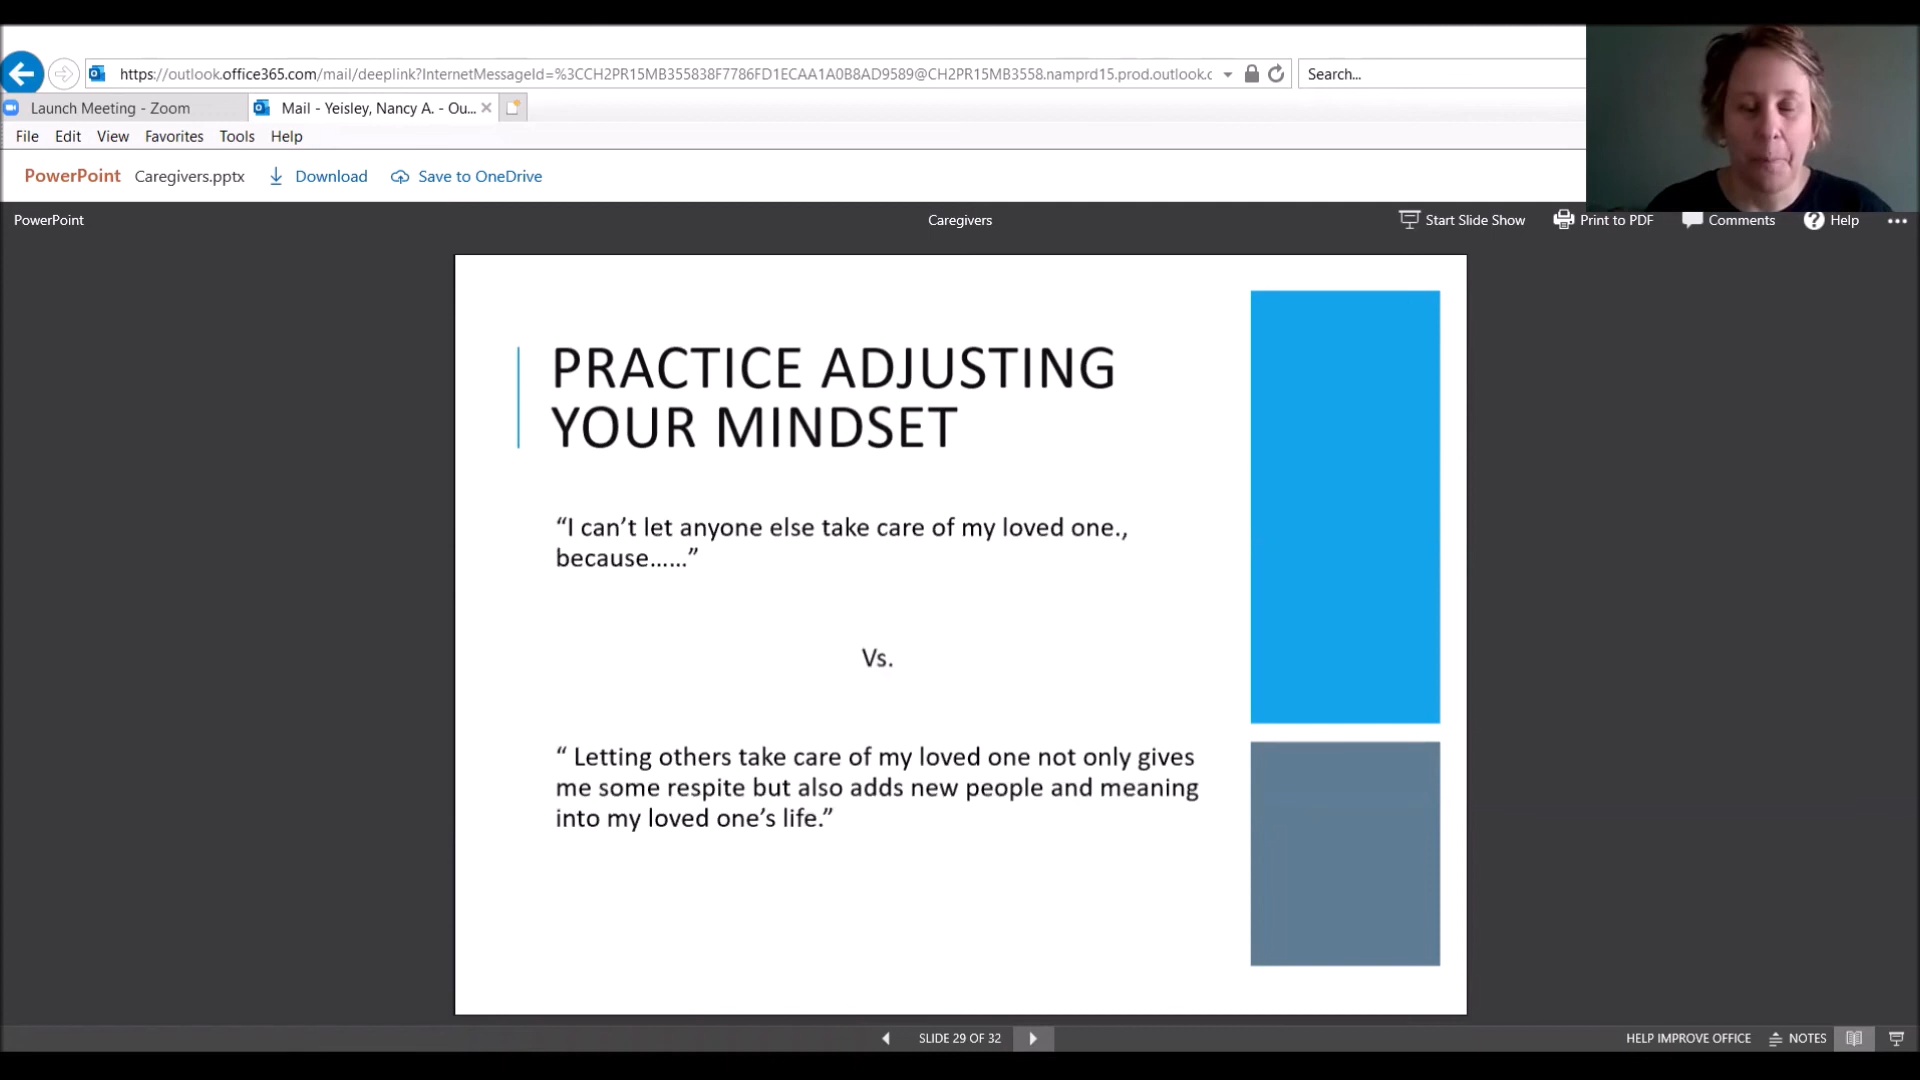 https://outlook.office365.com/mail/deeplink?InternetMessageId=%3CCH2PR15MB355838F7786FD1ECAA1A0B8AD9589@CH2PR15MB3558.namprd15.prod.outlook.c
Search...
Launch Meeting - Zoom
Mail - Yeisley, Nancy A. - Ou...
File Edit View Favorites Tools Help
PowerPoint Caregivers.pptx Download Save to OneDrive
PowerPoint
Caregivers
Start Slide Show Print to PDF Comments Help
PRACTICE ADJUSTING
YOUR MINDSET
“I can’t let anyone else take care of my loved one.,
because......”
Vs.
“ Letting others take care of my loved one not only gives
me some respite but also adds new people and meaning
into my loved one’s life.”
SLIDE 29 OF 32
HELP IMPROVE OFFICE
NOTES